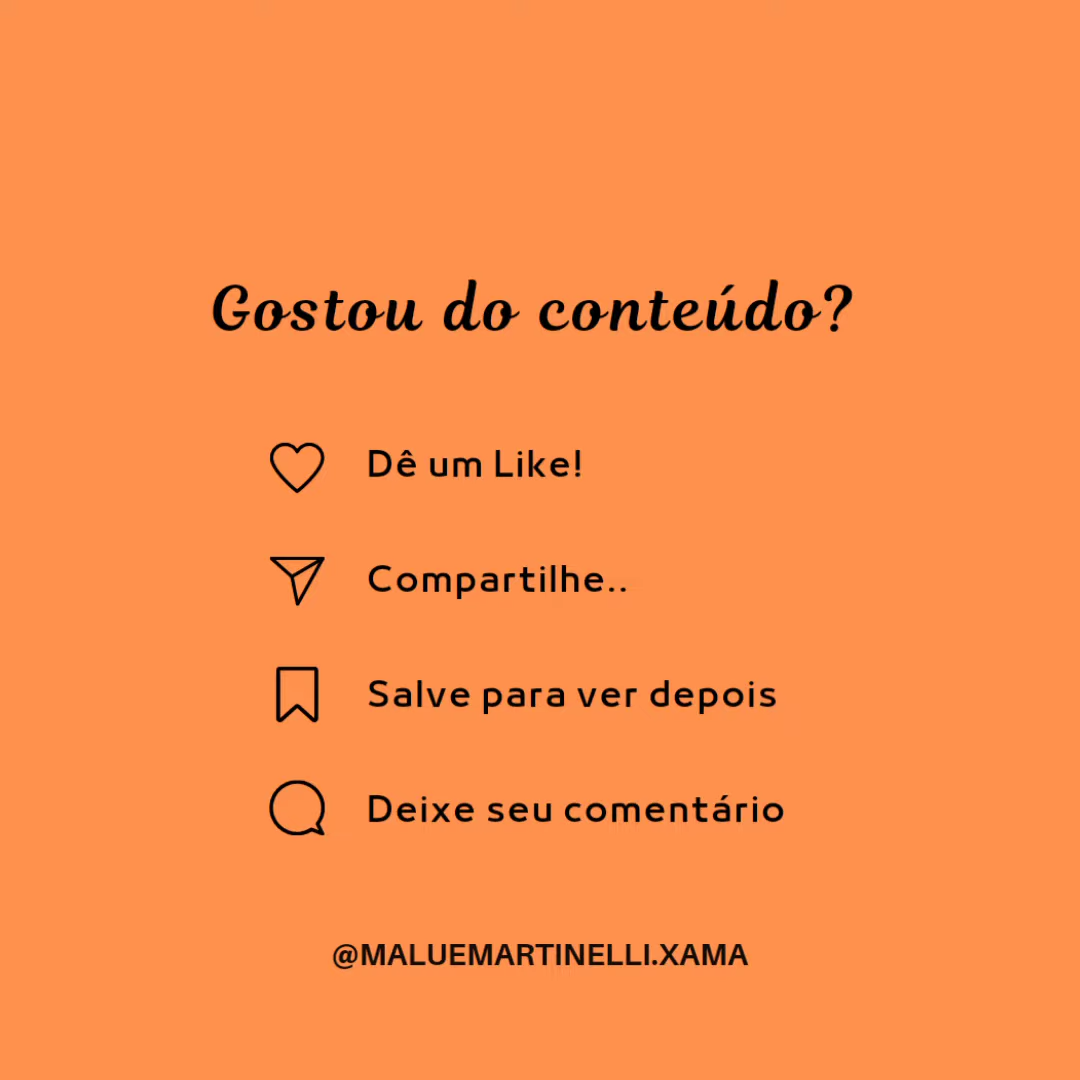 Gostou do conteúdo?
Dê um Like!
Compartilhe..
Salve para ver depois
Deixe seu comentário
@MALUEMARTINELLI.XAMA